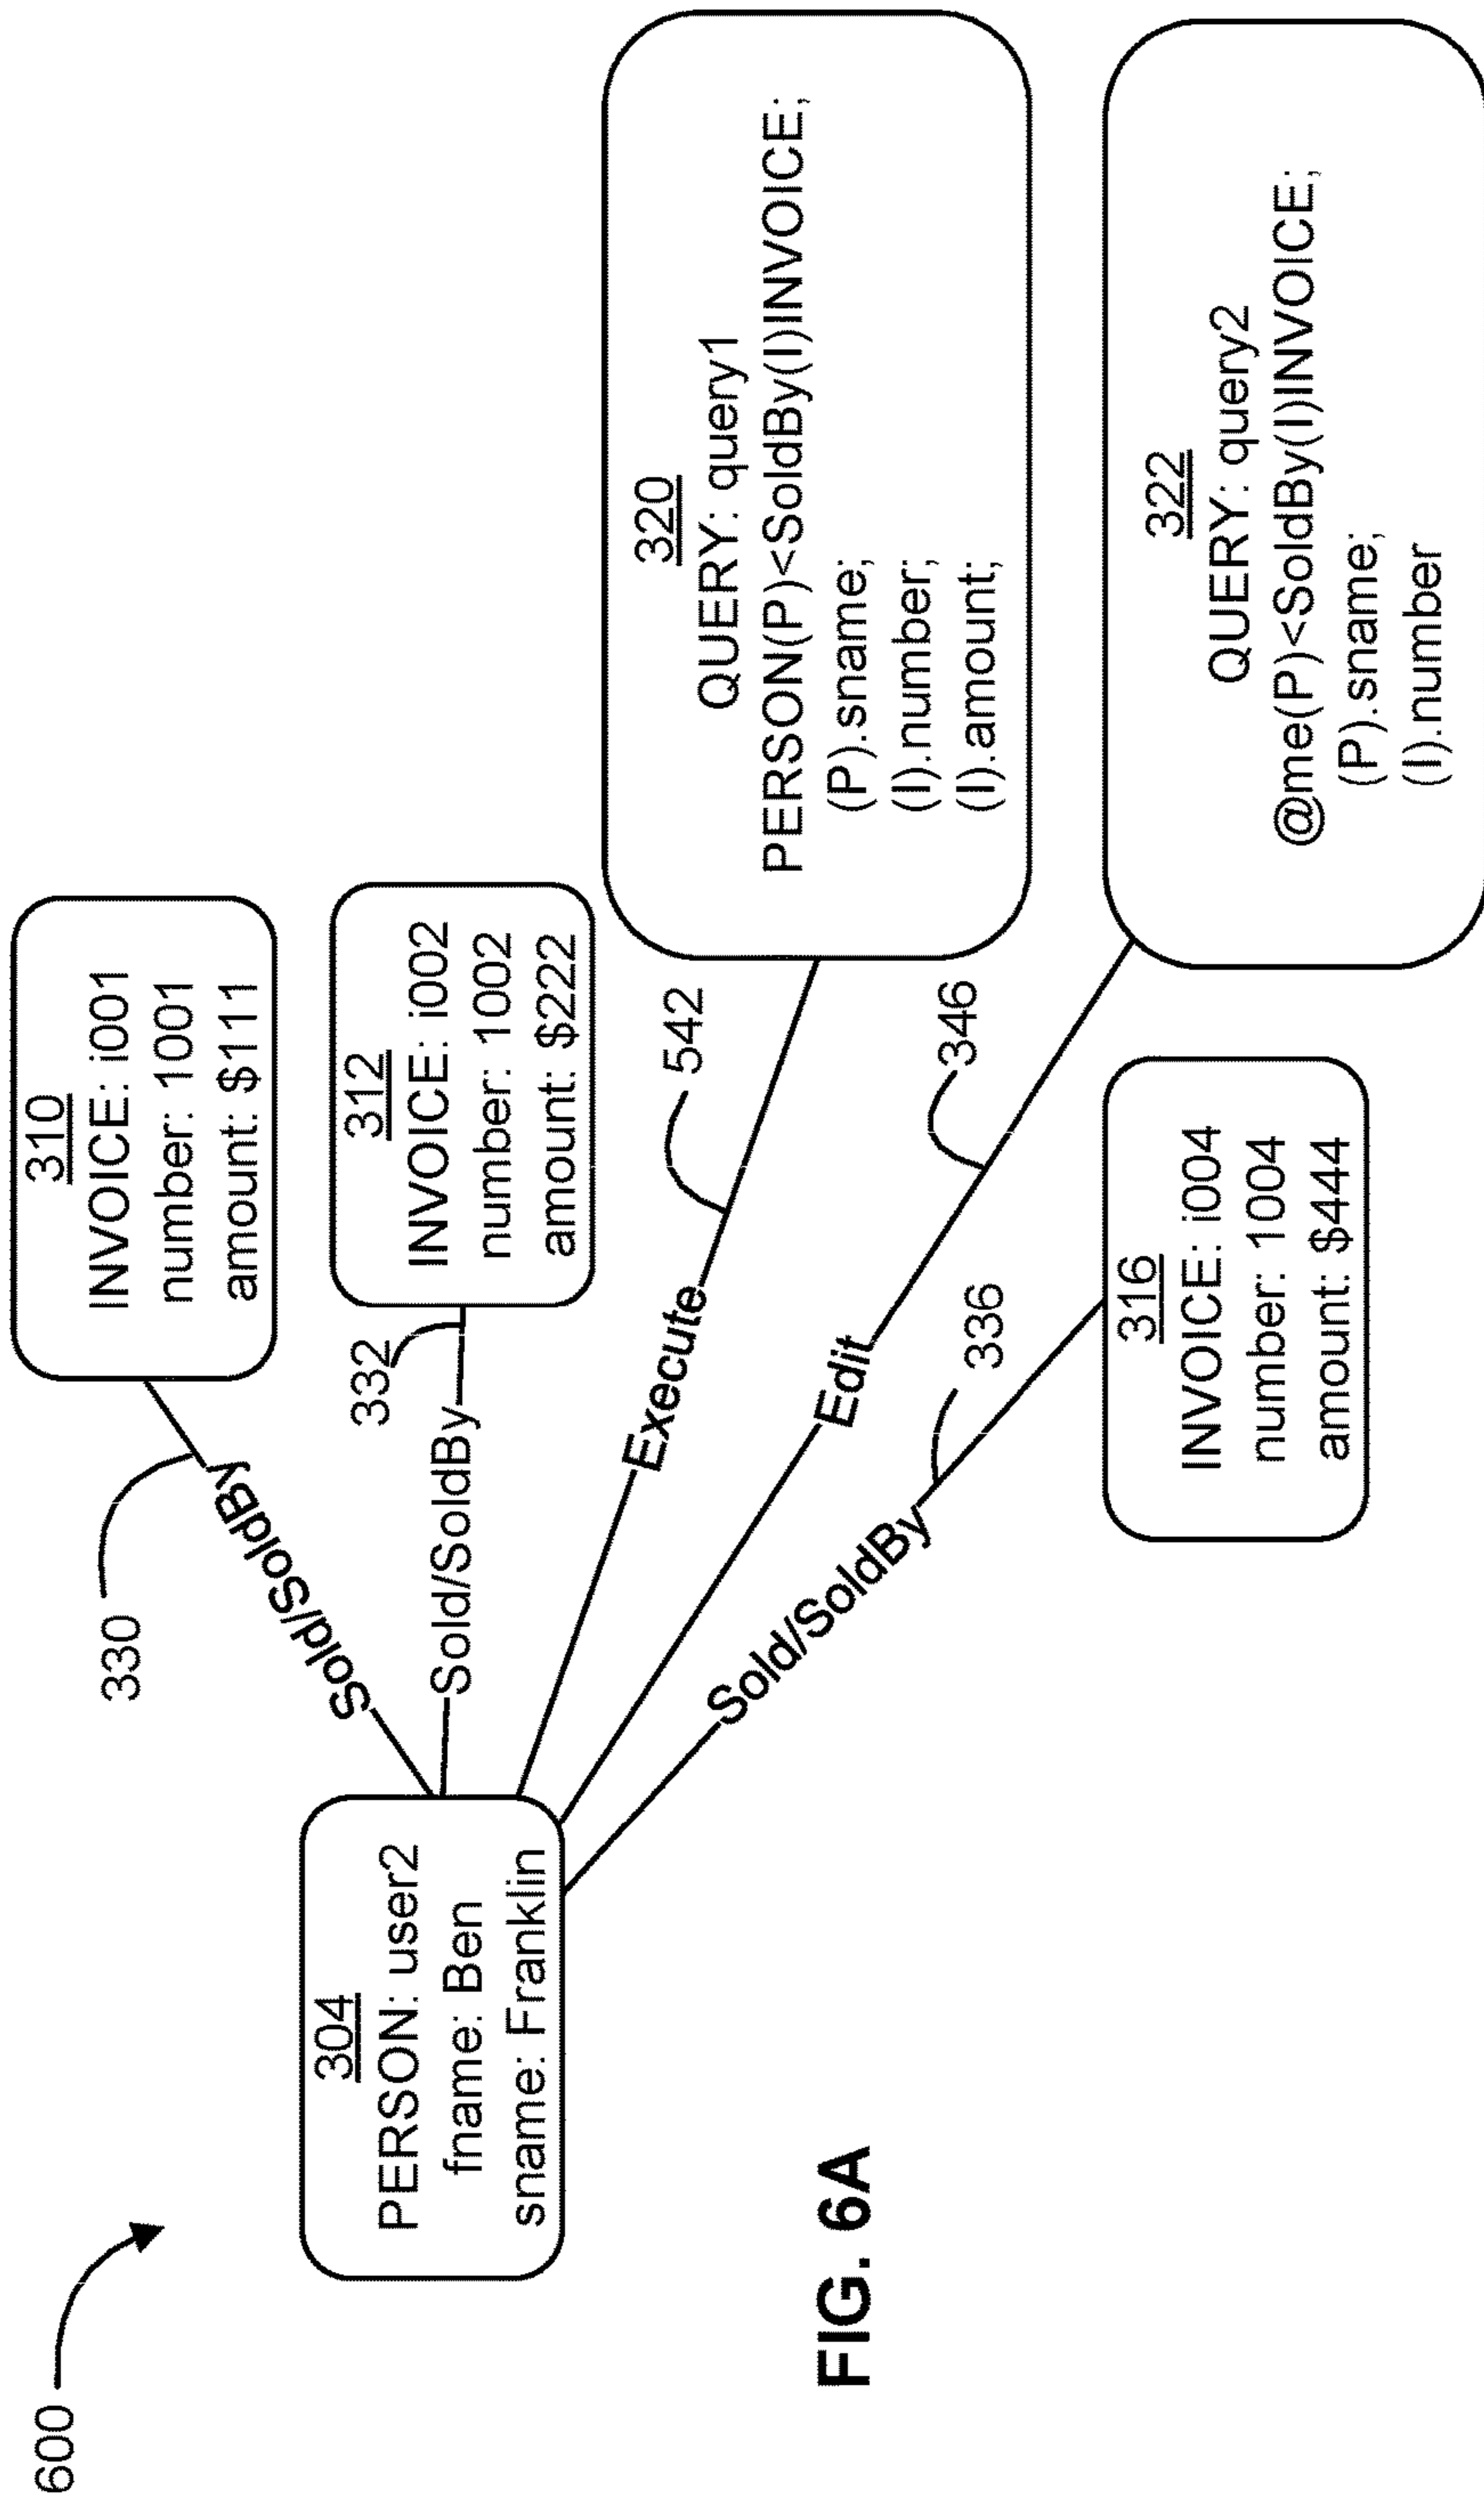 600
304
PERSON: user2
fname: Ben
sname: Franklin
330
Sold/SoldBy
310
INVOICE: i001
number: 1001
amount: $111
332
Sold/SoldBy
312
INVOICE: i002
number: 1002
amount: $222
Execute
542
320
QUERY: query1
PERSON(P)<SoldBy(I)INVOICE;
(P).sname;
(I).number;
(I).amount;
Edit
346
322
QUERY: query2
@me(P)<SoldBy(I)INVOICE;
(P).sname;
(I).number
Sold/SoldBy
336
316
INVOICE: i004
number: 1004
amount: $444
FIG. 6A